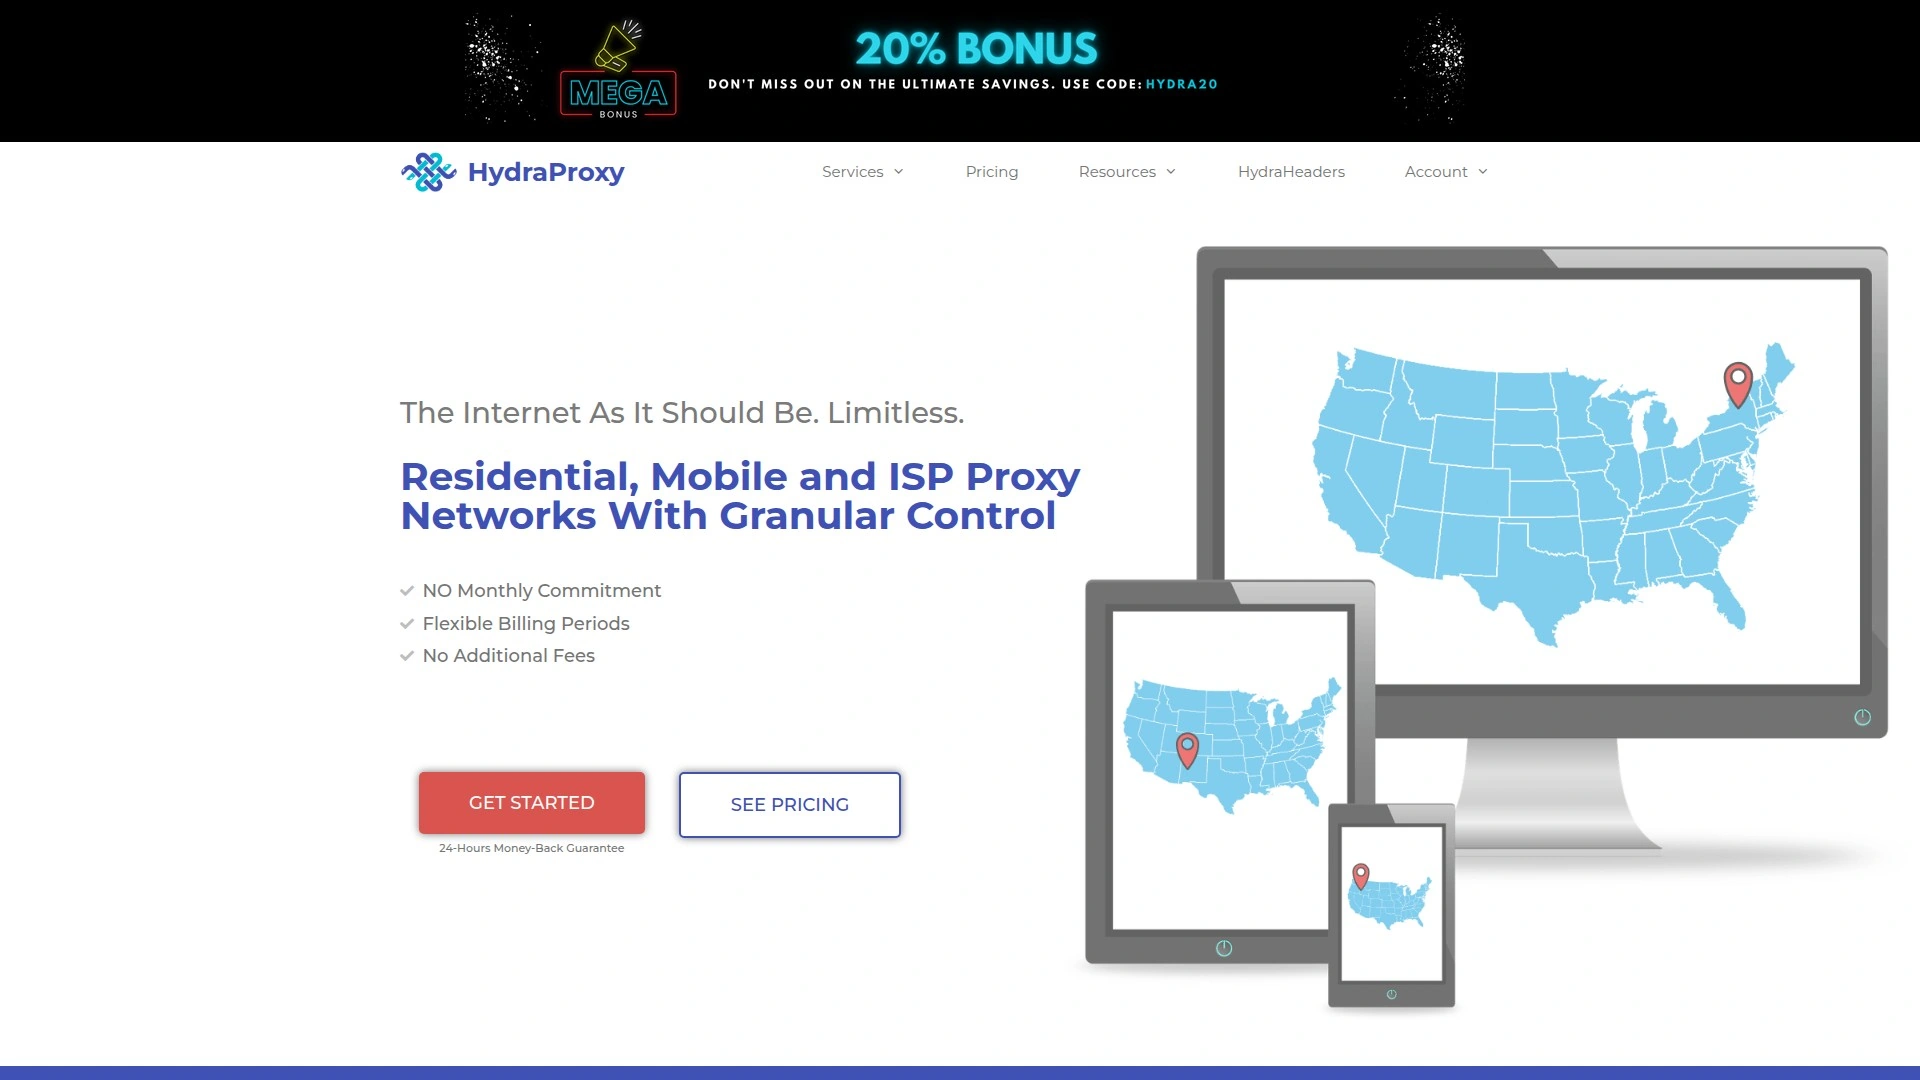 20% BONUS
MEGA
BONUS
DON'T MISS OUT ON THE ULTIMATE SAVINGS. USE CODE: HYDRA20
HydraProxy
Services
Pricing
Resources
HydraHeaders
Account
The Internet As It Should Be. Limitless.
Residential, Mobile and ISP Proxy
Networks With Granular Control
NO Monthly Commitment
Flexible Billing Periods
No Additional Fees
GET STARTED
SEE PRICING
24-Hours Money-Back Guarantee